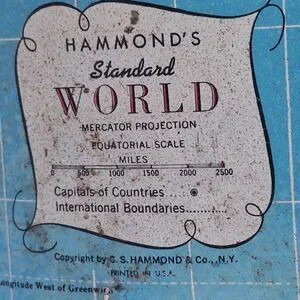 HAMMOND'S
Standard
WORLD
MERCATOR PROJECTION
EQUATORIAL SCALE
MILES
0 500 1000 1500 2000 2500
Capitals of Countries .... ⊛
International Boundaries..........
Copyright by C.S. HAMMOND & Co., N.Y.
PRINTED IN U.S.A.
Longitude West of Greenwich